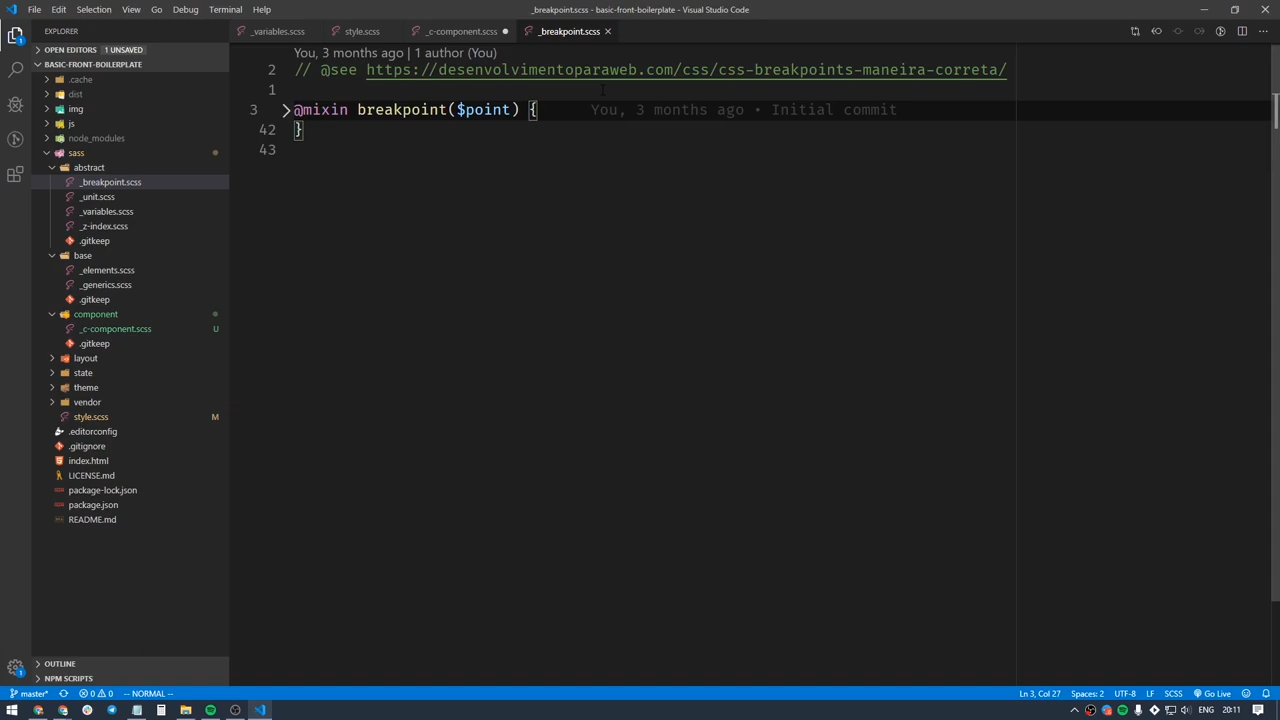 File Edit Selection View Go Debug Terminal Help
_breakpoint.scss - basic-front-boilerplate - Visual Studio Code
EXPLORER
_variables.scss
style.scss
_c-component.scss
_breakpoint.scss
OPEN EDITORS 1 UNSAVED
BASIC-FRONT-BOILERPLATE
.cache
dist
img
js
node_modules
sass
abstract
_breakpoint.scss
_unit.scss
_variables.scss
_z-index.scss
.gitkeep
base
_elements.scss
_generics.scss
.gitkeep
component
_c-component.scss U
.gitkeep
layout
state
theme
vendor
style.scss M
.editorconfig
.gitignore
index.html
LICENSE.md
package-lock.json
package.json
README.md
OUTLINE
NPM SCRIPTS
You, 3 months ago | 1 author (You)
2 // @see https://desenvolvimentoparaweb.com/css/css-breakpoints-maneira-correta/
1
3 @mixin breakpoint($point) { You, 3 months ago • Initial commit
42 }
43
1
1
master* 0 0 -- NORMAL --
Ln 3, Col 27 Spaces: 2 UTF-8 LF SCSS Go Live
ENG 20:11